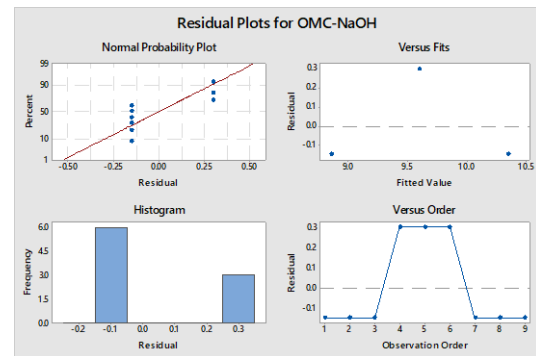 Residual Plots for OMC-NaOH
Normal Probability Plot
99
90
50
10
1
Percent
-0.50 -0.25 0.00 0.25 0.50
Residual
Versus Fits
0.3
0.2
0.1
0.0
-0.1
Residual
9.0 9.5 10.0 10.5
Fitted Value
Histogram
6.0
4.5
3.0
1.5
0.0
Frequency
-0.2 -0.1 0.0 0.1 0.2 0.3
Residual
Versus Order
0.3
0.2
0.1
0.0
-0.1
Residual
1 2 3 4 5 6 7 8 9
Observation Order